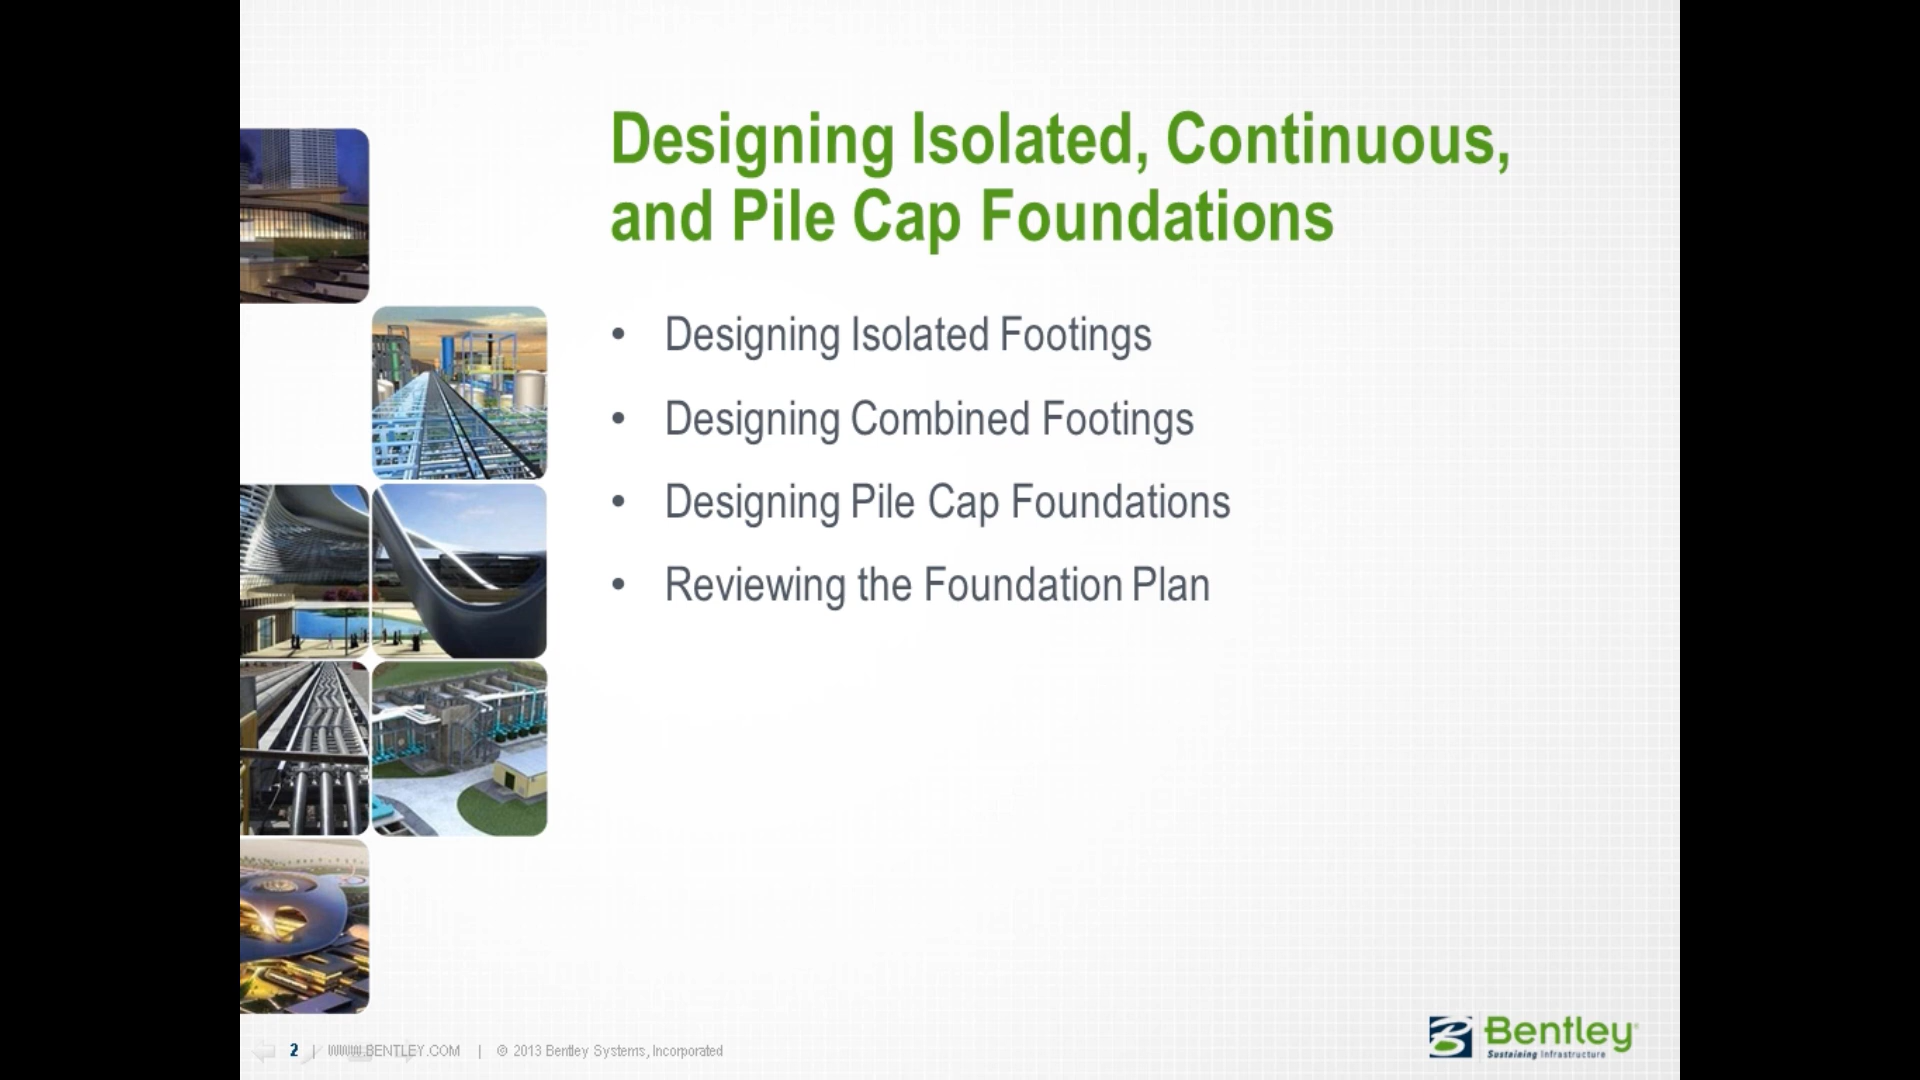 Designing Isolated, Continuous,
and Pile Cap Foundations
• Designing Isolated Footings
• Designing Combined Footings
• Designing Pile Cap Foundations
• Reviewing the Foundation Plan
2 | WWW.BENTLEY.COM | © 2013 Bentley Systems, Incorporated
Bentley®
Sustaining Infrastructure